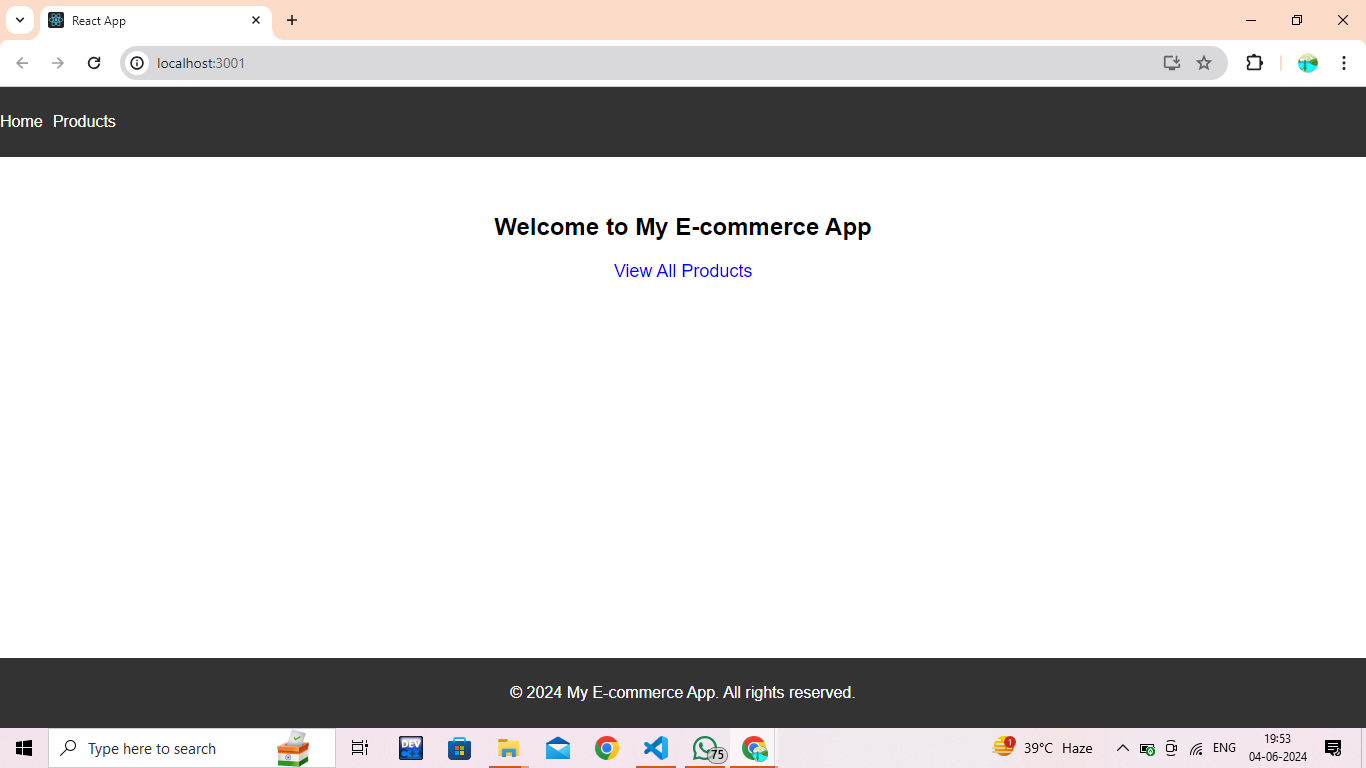 React App
localhost:3001
Home Products
Welcome to My E-commerce App
View All Products
© 2024 My E-commerce App. All rights reserved.
Type here to search
DEV
75
1
39°C Haze
ENG
19:53
04-06-2024